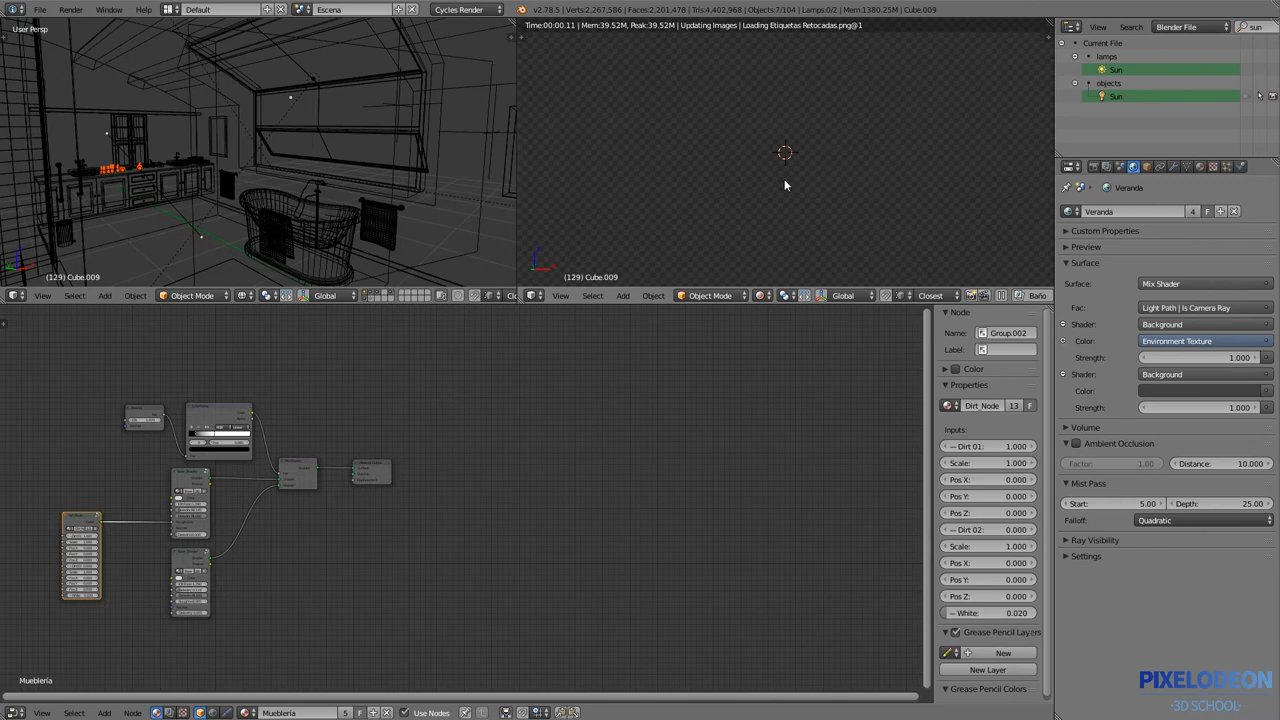 File Window Help Default Escena Cycles Render v2.78.5 | Verts:2,267,586 | Faces:2,201,478 | Tris:4,402,968 | Objects:7/104 | Lamps:0/2 | Mem:1380.25M | Cube.009
User Persp
Time:00:00.11 | Mem:39.52M, Peak:39.52M | Updating Images | Loading Etiquetas Retocadas.png@1
View Search Blender File sun
Current File
lamps
Sun
objects
Sun
Veranda
Veranda 4 F
Custom Properties
Preview
Surface
Surface: Mix Shader
Fac: Light Path | Is Camera Ray
Shader: Background
Color: Environment Texture
Strength: 1.000
Shader: Background
Color:
Strength: 1.000
Volume
Ambient Occlusion
Factor: 1.00 Distance: 10.000
Mist Pass
Start: 5.00 Depth: 25.00
Falloff: Quadratic
Ray Visibility
Settings
(129) Cube.009
(129) Cube.009
View Select Add Object Object Mode Global
View Select Add Object Object Mode Global Closest Baño
Node
Name: Group.002
Label:
Color
Properties
Dirt_Node 13 F
Inputs:
Dirt 01: 1.000
Scale: 1.000
Pos X: 0.000
Pos Y: 0.000
Pos Z: 0.000
Dirt 02: 0.000
Scale: 1.000
Pos X: 0.000
Pos Y: 0.000
Pos Z: 0.000
White: 0.020
Grease Pencil Layers
New
New Layer
Grease Pencil Colors
Mueblería
View Select Add Node Mueblería 5 F Use Nodes
PIXELODEON
·3D SCHOOL·